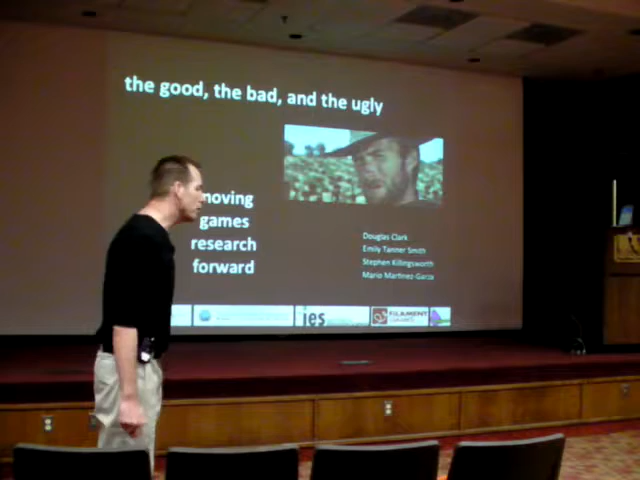 the good, the bad, and the ugly
moving
games
research
forward
Douglas Clark
Emily Tanner Smith
Stephen Killingsworth
Mario Martinez-Garza
ies
FILAMENT